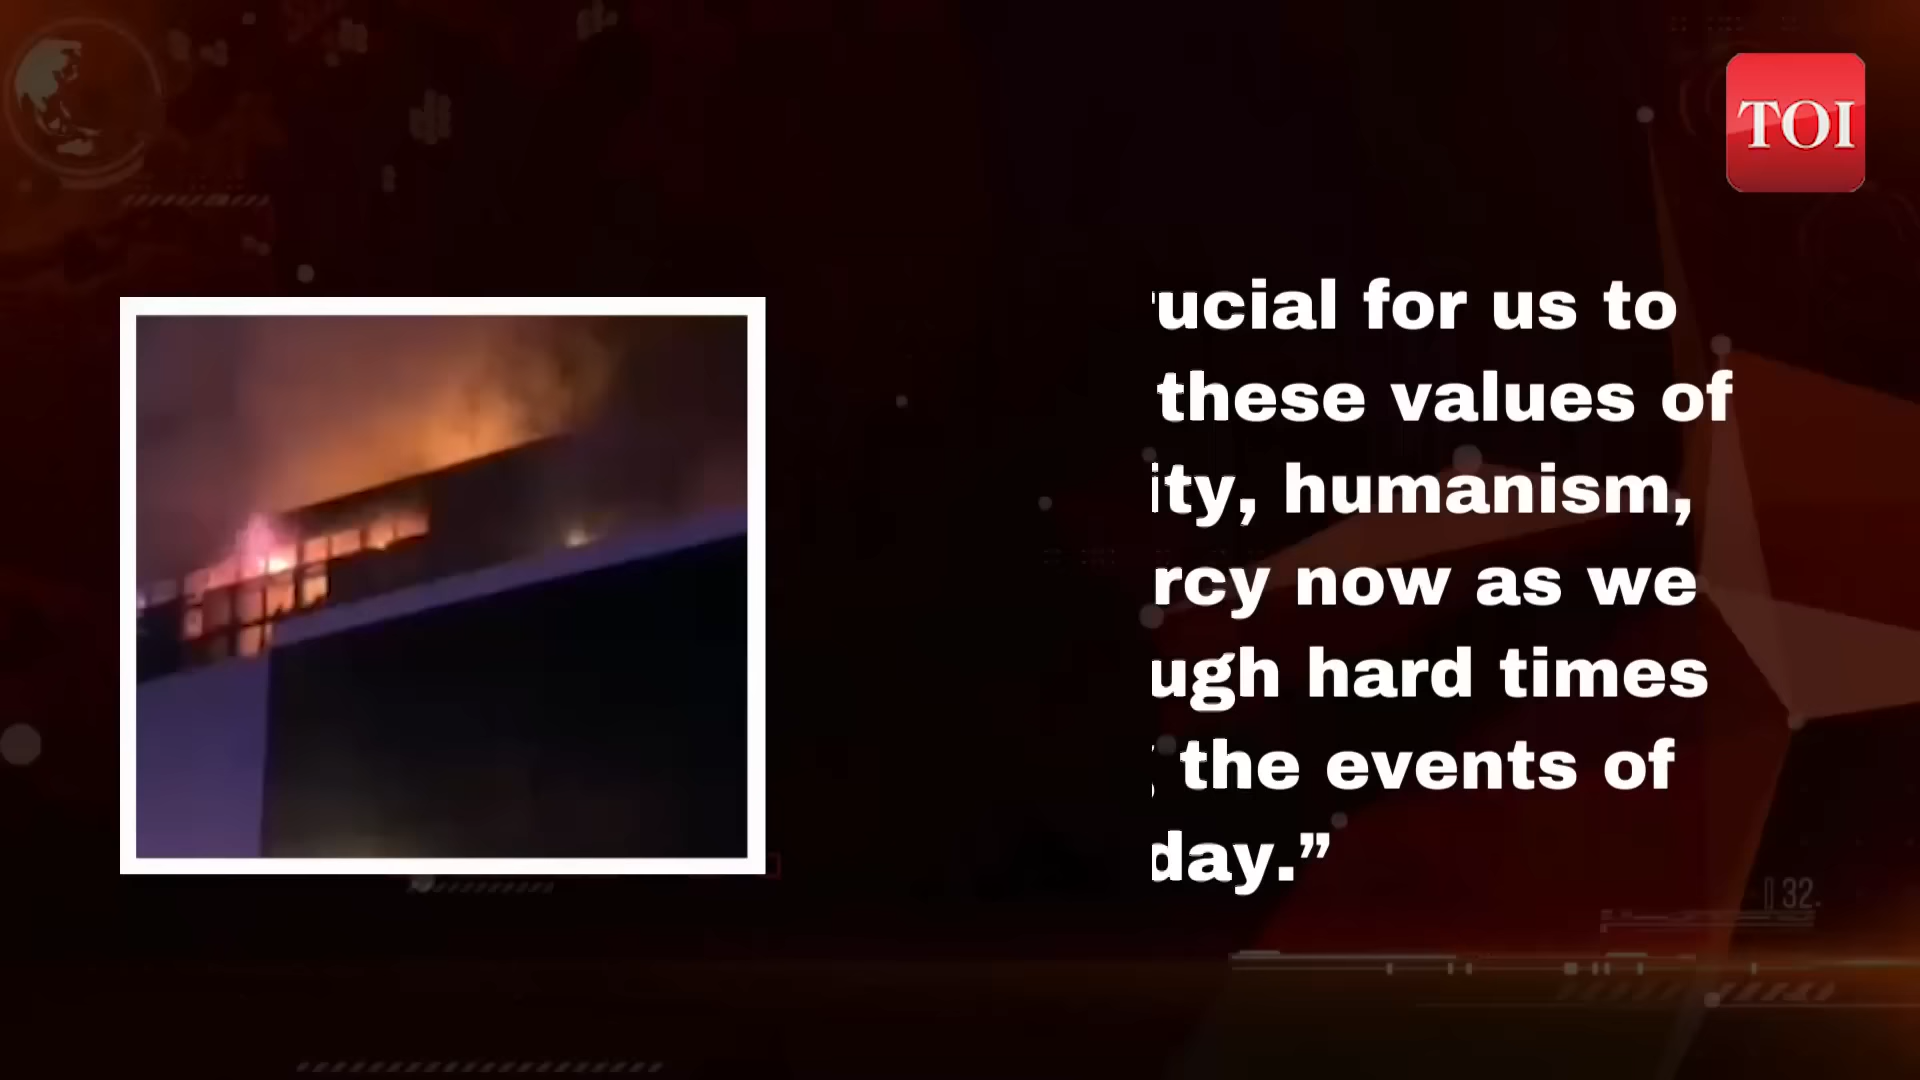 TOI
ucial for us to
these values of
ity, humanism,
rcy now as we
ugh hard times
the events of
day.”
32.